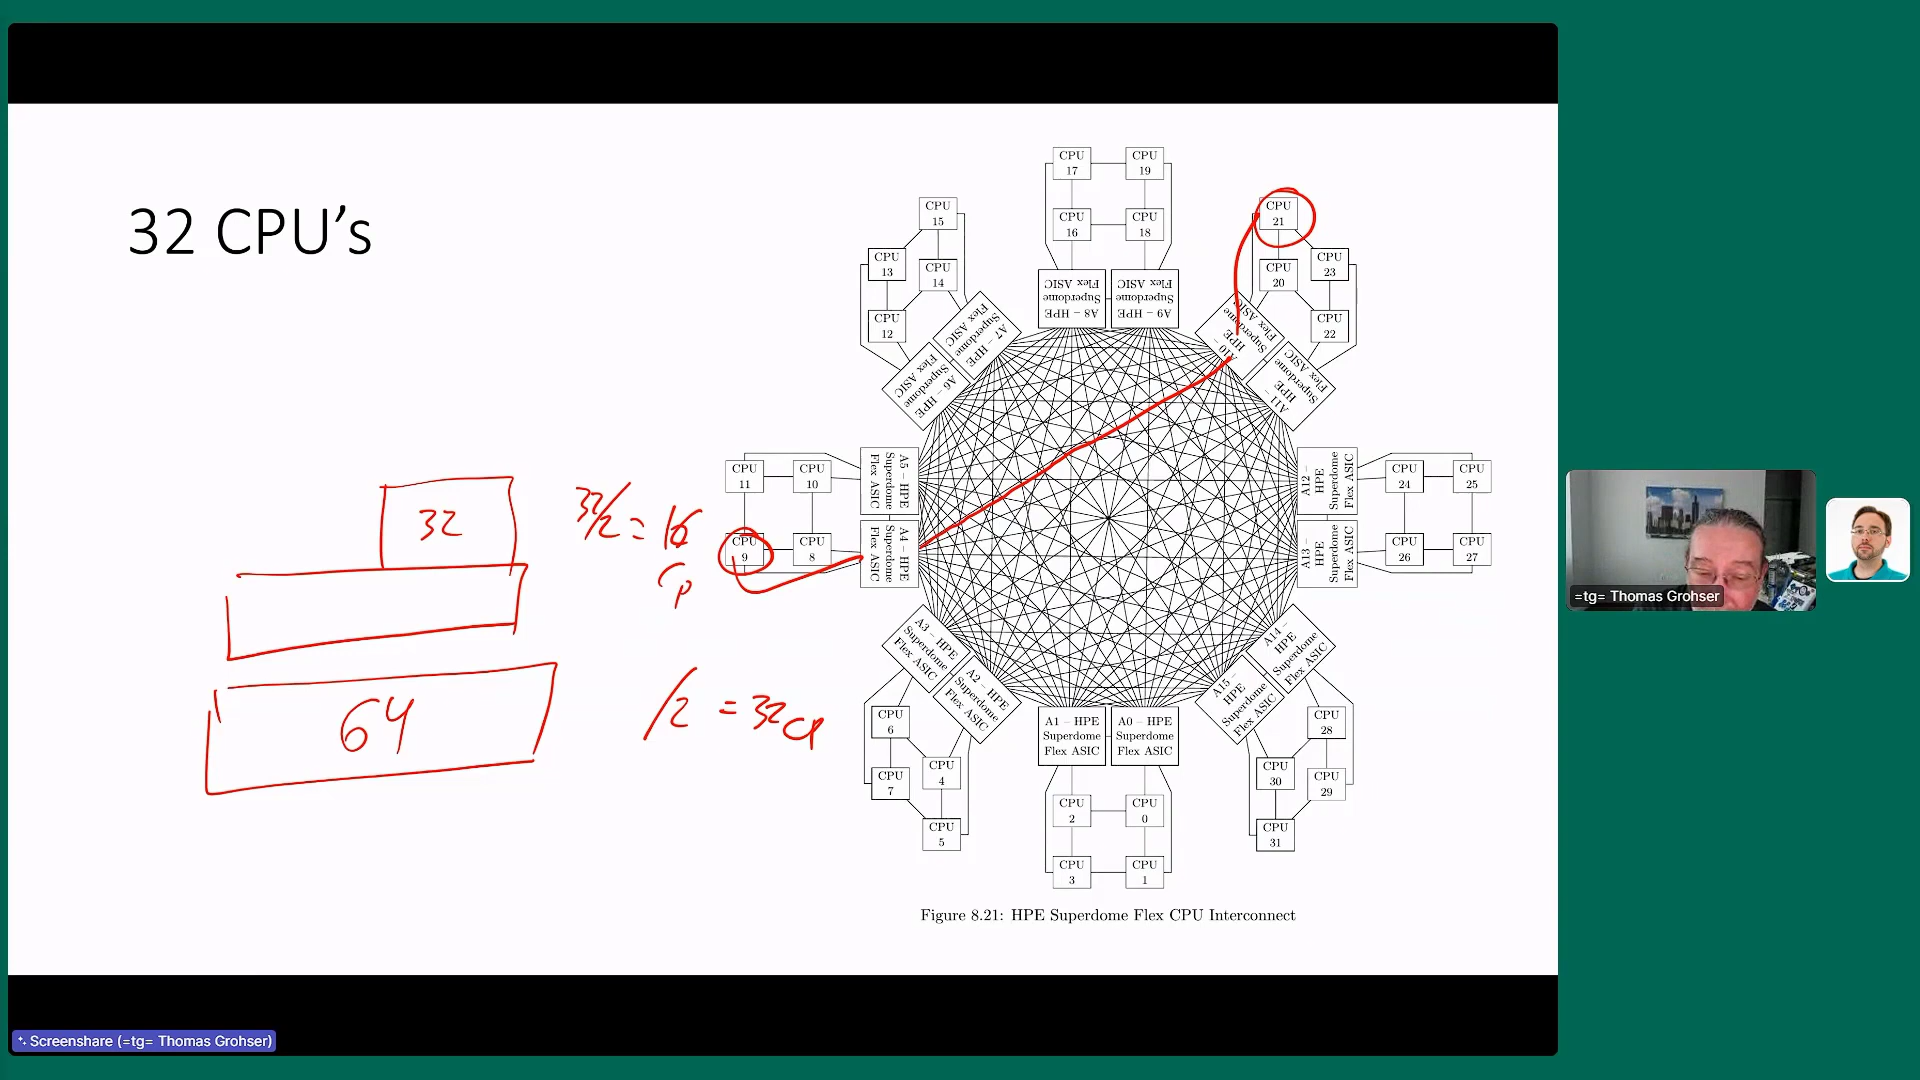 32 CPU's
CPU
17
CPU
19
CPU
16
CPU
18
CPU
15
CPU
13
CPU
14
CPU
12
CPU
21
CPU
20
CPU
23
CPU
22
A8 – HPE
Superdome
Flex ASIC
A9 – HPE
Superdome
Flex ASIC
A7 – HPE
Superdome
Flex ASIC
A6 – HPE
Superdome
Flex ASIC
A10 –
HPE
Superdome
Flex ASIC
A11 –
HPE
Superdome
Flex ASIC
CPU
11
CPU
10
A5 – HPE
Superdome
Flex ASIC
CPU
9
CPU
8
A4 – HPE
Superdome
Flex ASIC
A12 –
HPE
Superdome
Flex ASIC
CPU
24
CPU
25
A13 –
HPE
Superdome
Flex ASIC
CPU
26
CPU
27
A3 – HPE
Superdome
Flex ASIC
A2 – HPE
Superdome
Flex ASIC
A14 –
HPE
Superdome
Flex ASIC
A15 –
HPE
Superdome
Flex ASIC
A1 – HPE
Superdome
Flex ASIC
A0 – HPE
Superdome
Flex ASIC
CPU
6
CPU
7
CPU
4
CPU
5
CPU
2
CPU
0
CPU
3
CPU
1
CPU
28
CPU
30
CPU
29
CPU
31
Figure 8.21: HPE Superdome Flex CPU Interconnect
32
32/2 = 16
64
/2 = 32
=tg= Thomas Grohser
Screenshare (=tg= Thomas Grohser)